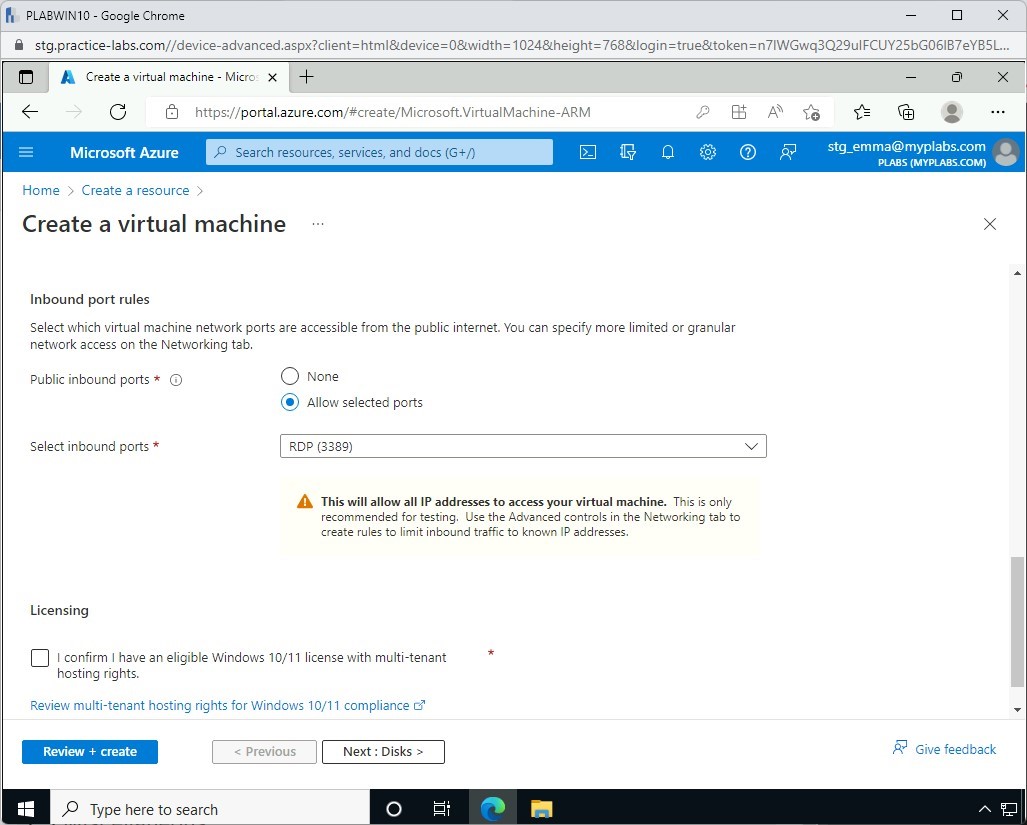 PLABWIN10 - Google Chrome
stg.practice-labs.com//device-advanced.aspx?client=html&device=0&width=1024&height=768&login=true&token=
Create a virtual machine - Micros
https://portal.azure.com/#create/Microsoft.VirtualMachine-ARM
Microsoft Azure
Search resources, services, and docs (G+/)
stg_emma@myplabs.com
PLABS (MYPLABS.COM)
Home > Create a resource >
Create a virtual machine ...
Inbound port rules
Select which virtual machine network ports are accessible from the public internet. You can specify more limited or granular
network access on the Networking tab.
Public inbound ports *
None
Allow selected ports
Select inbound ports *
RDP (3389)
This will allow all IP addresses to access your virtual machine. This is only
recommended for testing. Use the Advanced controls in the Networking tab to
create rules to limit inbound traffic to known IP addresses.
Licensing
I confirm I have an eligible Windows 10/11 license with multi-tenant *
hosting rights.
Review multi-tenant hosting rights for Windows 10/11 compliance
Review + create
< Previous
Next : Disks >
Give feedback
Type here to search